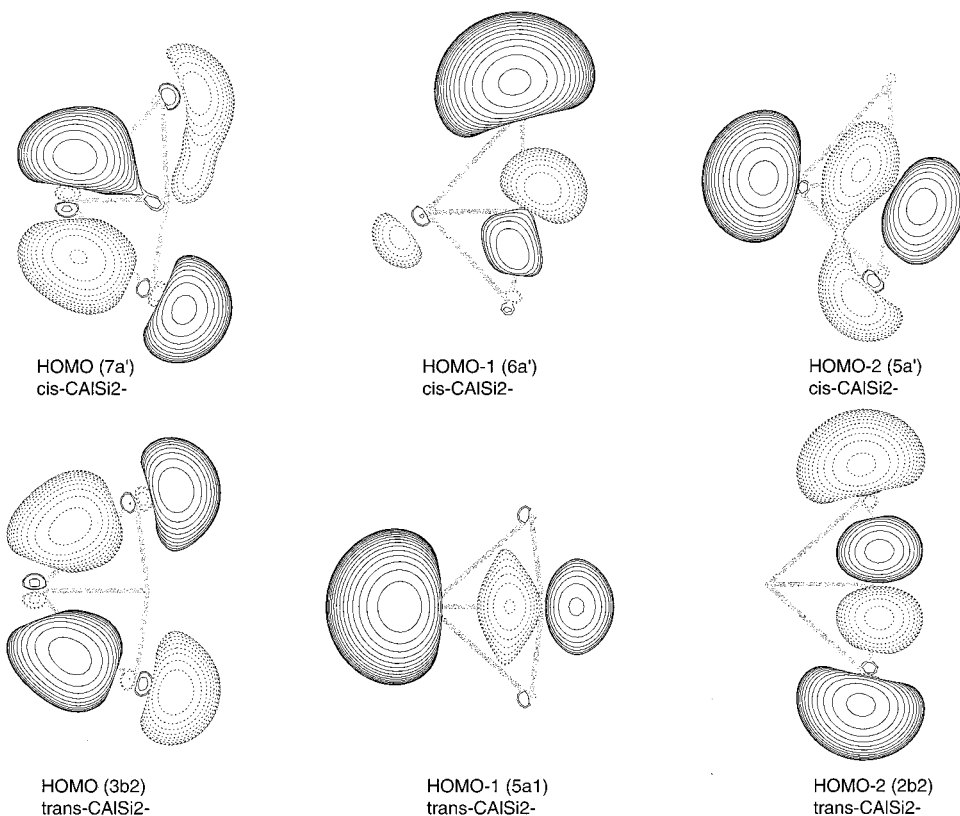 HOMO (7a')
cis-CAlSi2-
HOMO-1 (6a')
cis-CAlSi2-
HOMO-2 (5a')
cis-CAlSi2-
HOMO (3b2)
trans-CAlSi2-
HOMO-1 (5a1)
trans-CAlSi2-
HOMO-2 (2b2)
trans-CAlSi2-